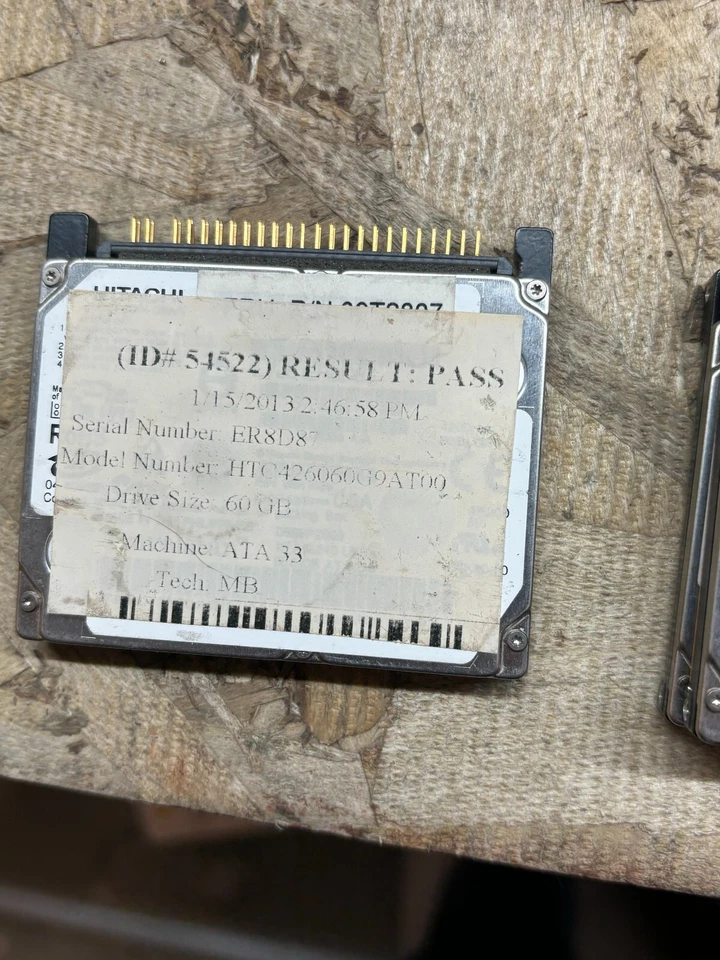 HITACHI
(ID# 54522) RESULT: PASS
1/15/2013 2:46:58 PM
Serial Number: ER8D87
Model Number: HTC426060G9AT00
Drive Size: 60 GB
Machine: ATA 33
Tech: MB